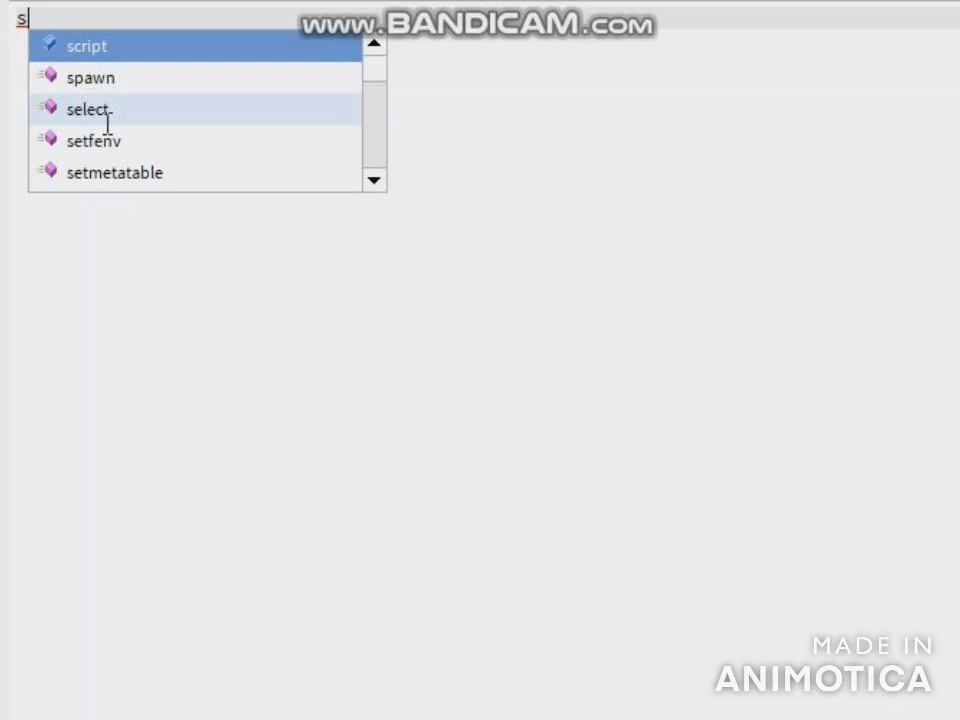 www.BANDICAM.com
s
script
spawn
select
setfenv
setmetatable
MADE IN
ANIMOTICA